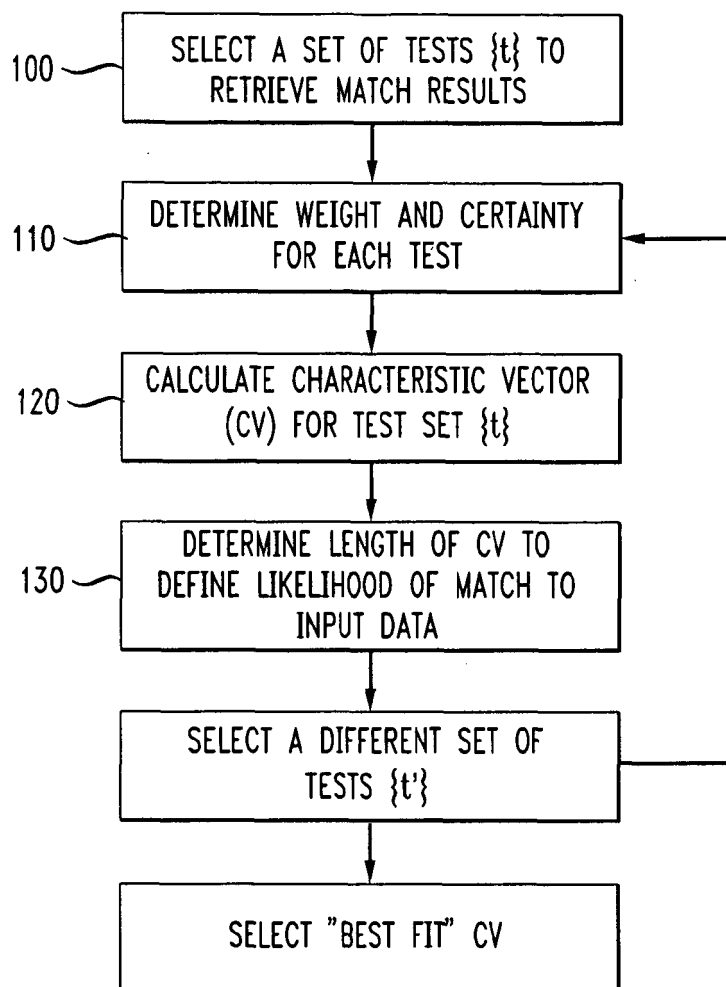 100
SELECT A SET OF TESTS {t} TO
RETRIEVE MATCH RESULTS
110
DETERMINE WEIGHT AND CERTAINTY
FOR EACH TEST
120
CALCULATE CHARACTERISTIC VECTOR
(CV) FOR TEST SET {t}
130
DETERMINE LENGTH OF CV TO
DEFINE LIKELIHOOD OF MATCH TO
INPUT DATA
SELECT A DIFFERENT SET OF
TESTS {t'}
SELECT "BEST FIT" CV